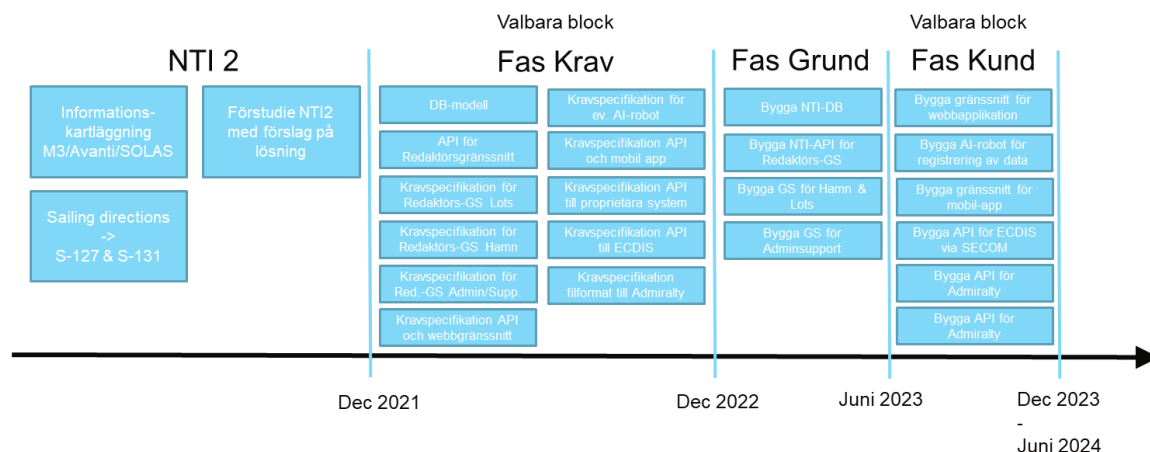 Valbara block
Valbara block
NTI 2
Fas Krav
Fas Grund
Fas Kund
Informations-
kartläggning
M3/Avanti/SOLAS
Förstudie NTI2
med förslag på
lösning
Sailing directions
->
S-127 & S-131
DB-modell
API för
Redaktörsgränssnitt
Kravspecifikation för
Redaktörs-GS Lots
Kravspecifikation för
Redaktörs-GS Hamn
Kravspecifikation för
Red.-GS Admin/Supp.
Kravspecifikation API
och webbgränssnitt
Kravspecifikation för
ev. AI-robot
Kravspecifikation API
och mobil app
Kravspecifikation API
till proprietära system
Kravspecifikation API
till ECDIS
Kravspecifikation
filformat till Admiralty
Bygga NTI-DB
Bygga NTI-API för
Redaktörs-GS
Bygga GS för Hamn &
Lots
Bygga GS för
Adminsupport
Bygga gränssnitt för
webbapplikation
Bygga AI-robot för
registrering av data
Bygga gränssnitt för
mobil-app
Bygga API för ECDIS
via SECOM
Bygga API för
Admiralty
Bygga API för
Admiralty
Dec 2021
Dec 2022
Juni 2023
Dec 2023
-
Juni 2024